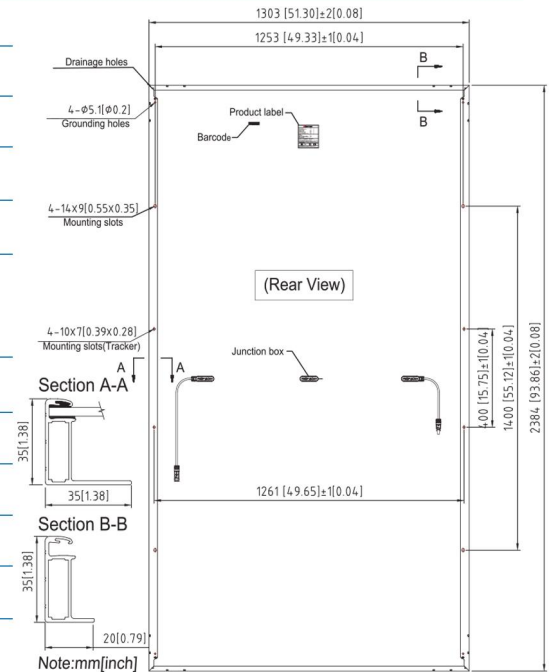 1303 [51.30]±2[0.08]
1253 [49.33]±1[0.04]
B
Drainage holes
4-Φ5.1[Φ0.2]
Grounding holes
Product label
Barcode
B
4-14x9[0.55x0.35]
Mounting slots
(Rear View)
4-10x7[0.39x0.28]
Mounting slots(Tracker)
Junction box
A A
Section A-A
400 [15.75]±1[0.04]
1400 [55.12]±1[0.04]
2384 [93.86]±2[0.08]
35[1.38]
35[1.38]
1261 [49.65]±1[0.04]
Section B-B
35[1.38]
20[0.79]
Note:mm[inch]